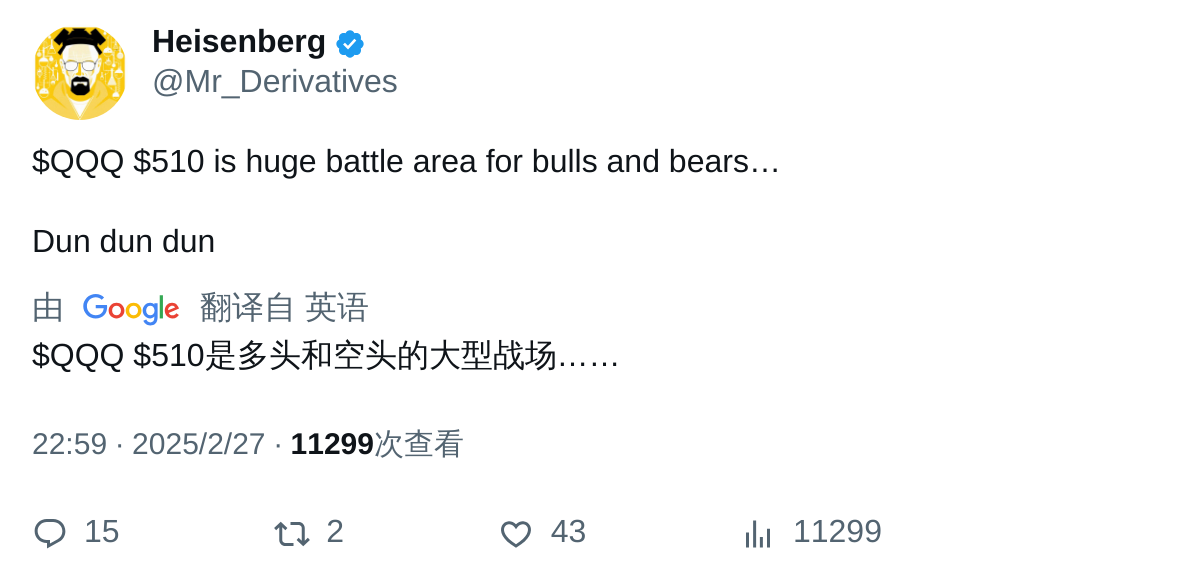 Heisenberg
@Mr_Derivatives
$QQQ $510 is huge battle area for bulls and bears…
Dun dun dun
由 Google 翻译自 英语
$QQQ $510是多头和空头的大型战场……
22:59 · 2025/2/27 · 11299次查看
15 2 43 11299